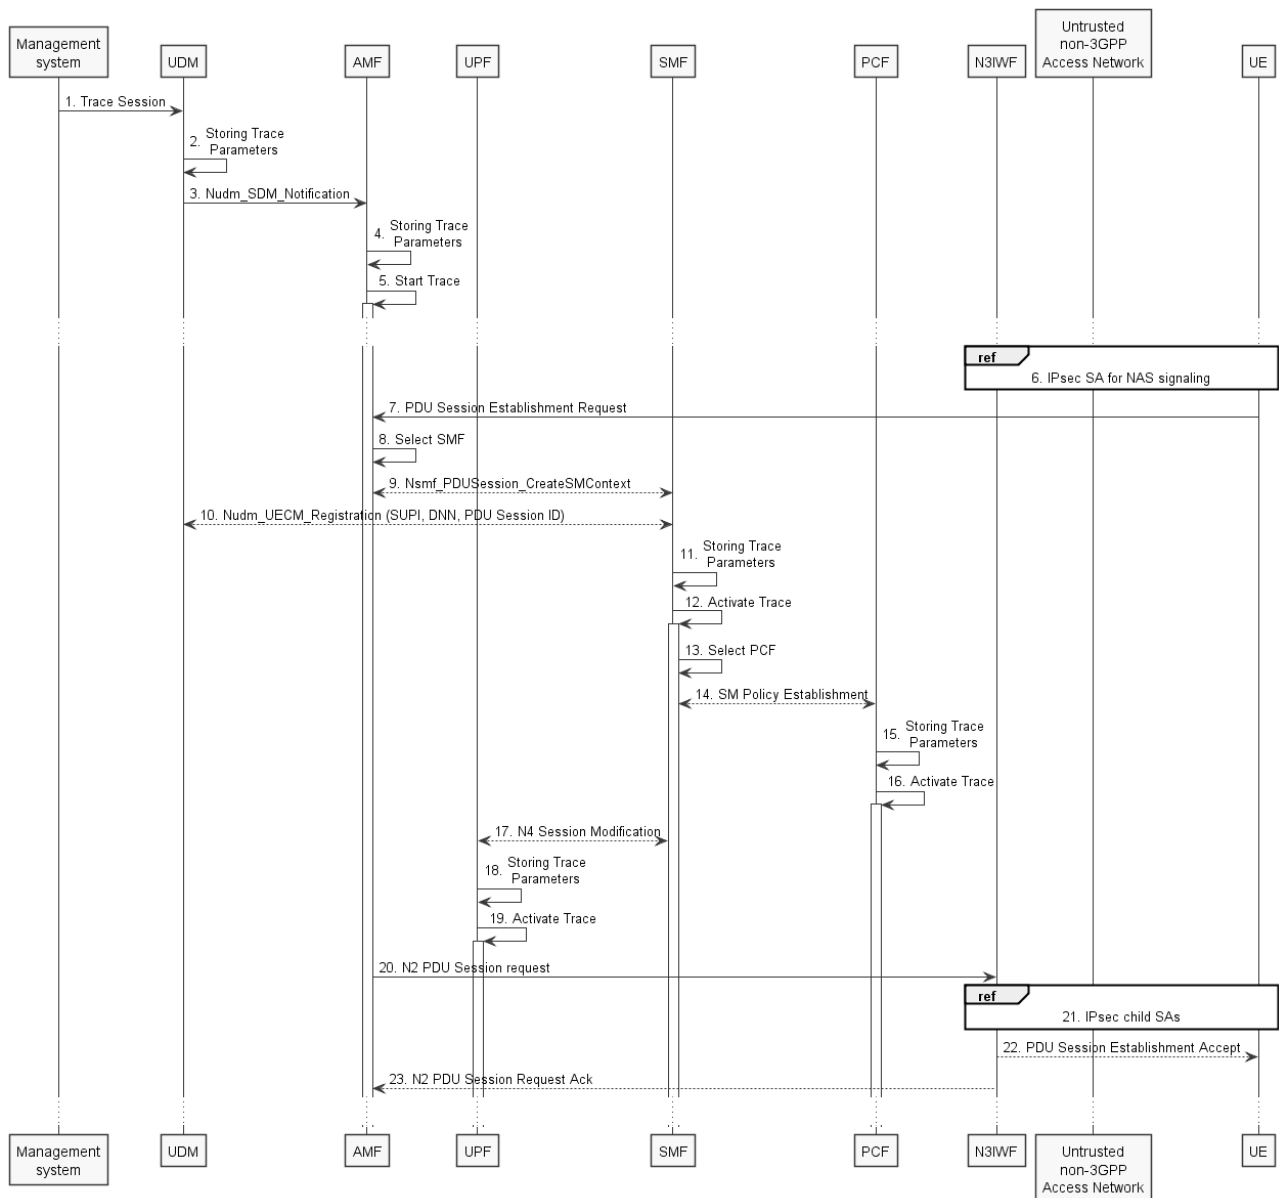 Management
system
UDM
AMF
UPF
SMF
PCF
N3IWF
Untrusted
non-3GPP
Access Network
UE
1. Trace Session
2. Storing Trace
Parameters
3. Nudm_SDM_Notification
4. Storing Trace
Parameters
5. Start Trace
ref
6. IPsec SA for NAS signaling
7. PDU Session Establishment Request
8. Select SMF
9. Nsmf_PDUSession_CreateSMContext
10. Nudm_UECM_Registration (SUPI, DNN, PDU Session ID)
11. Storing Trace
Parameters
12. Activate Trace
13. Select PCF
14. SM Policy Establishment
15. Storing Trace
Parameters
16. Activate Trace
17. N4 Session Modification
18. Storing Trace
Parameters
19. Activate Trace
20. N2 PDU Session request
ref
21. IPsec child SAs
22. PDU Session Establishment Accept
23. N2 PDU Session Request Ack
Management
system
UDM
AMF
UPF
SMF
PCF
N3IWF
Untrusted
non-3GPP
Access Network
UE